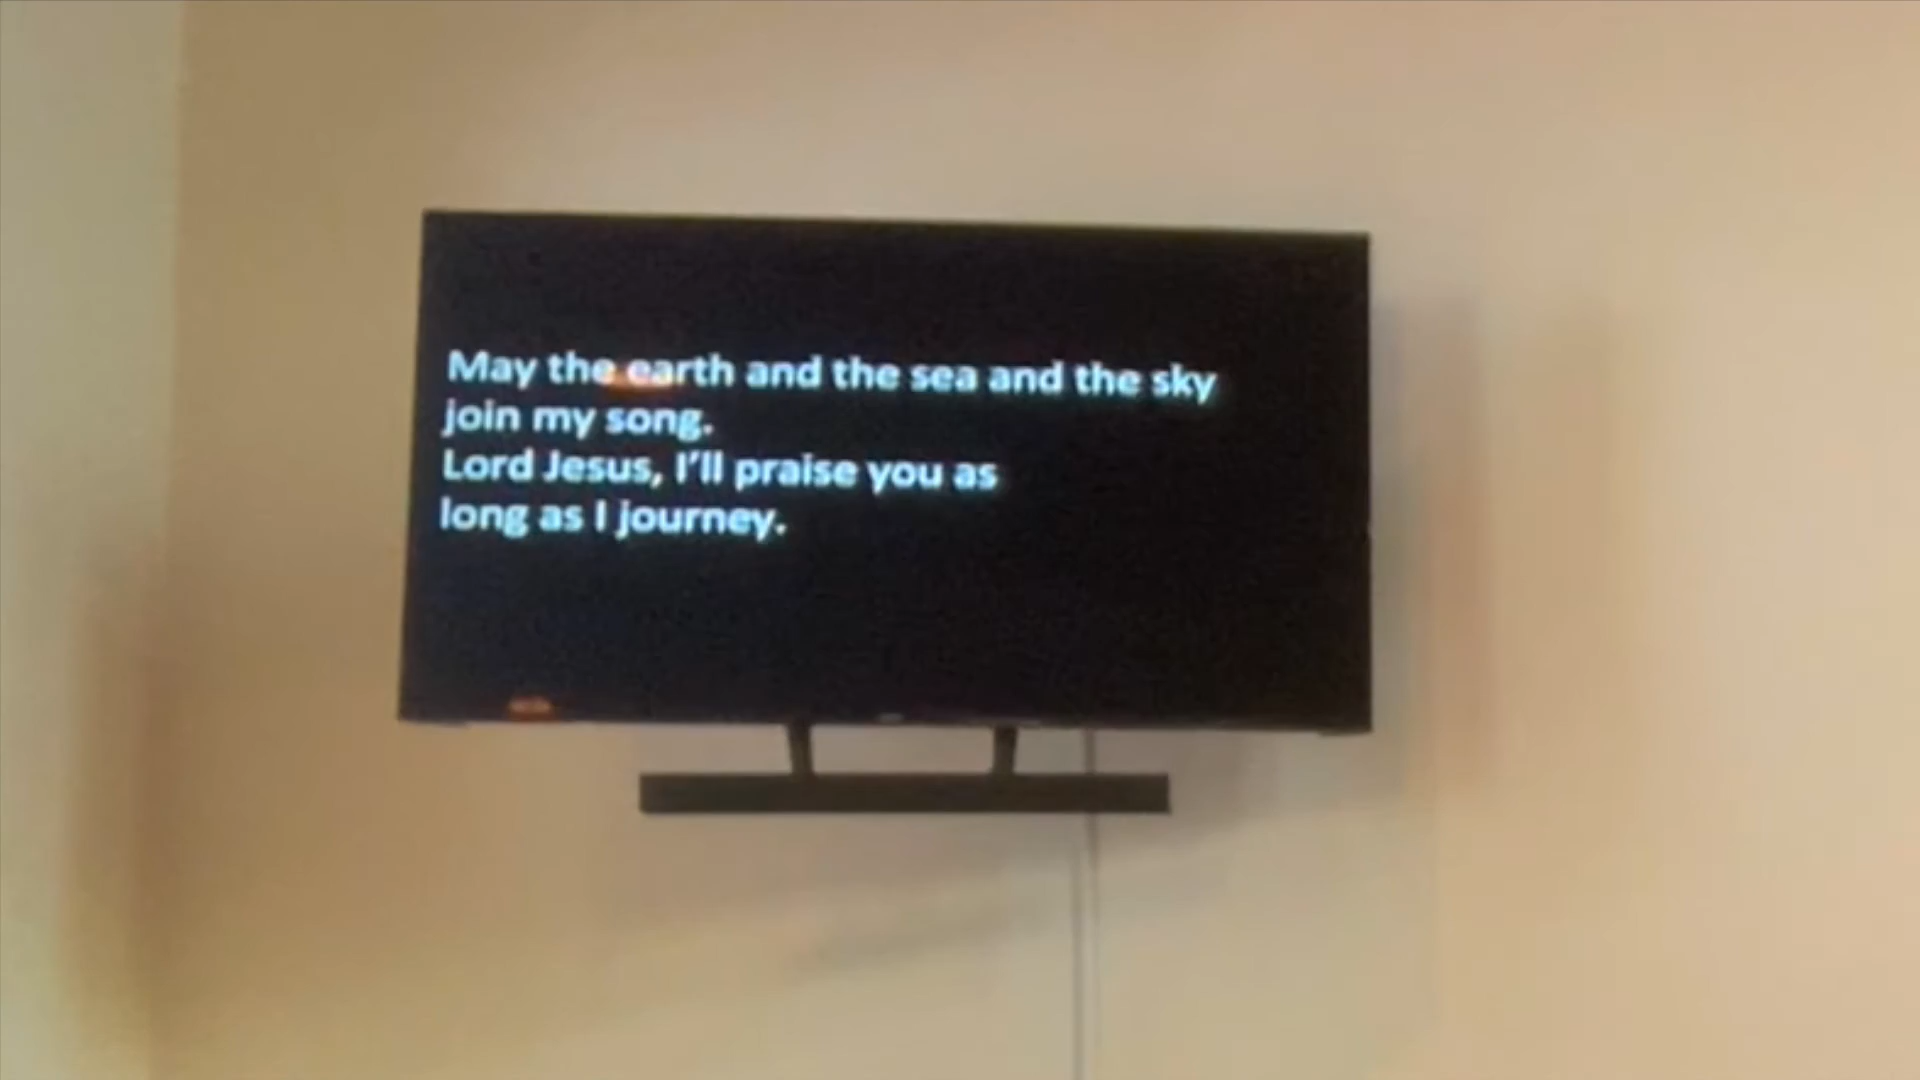 May the earth and the sea and the sky
join my song.
Lord Jesus, I'll praise you as
long as I journey.